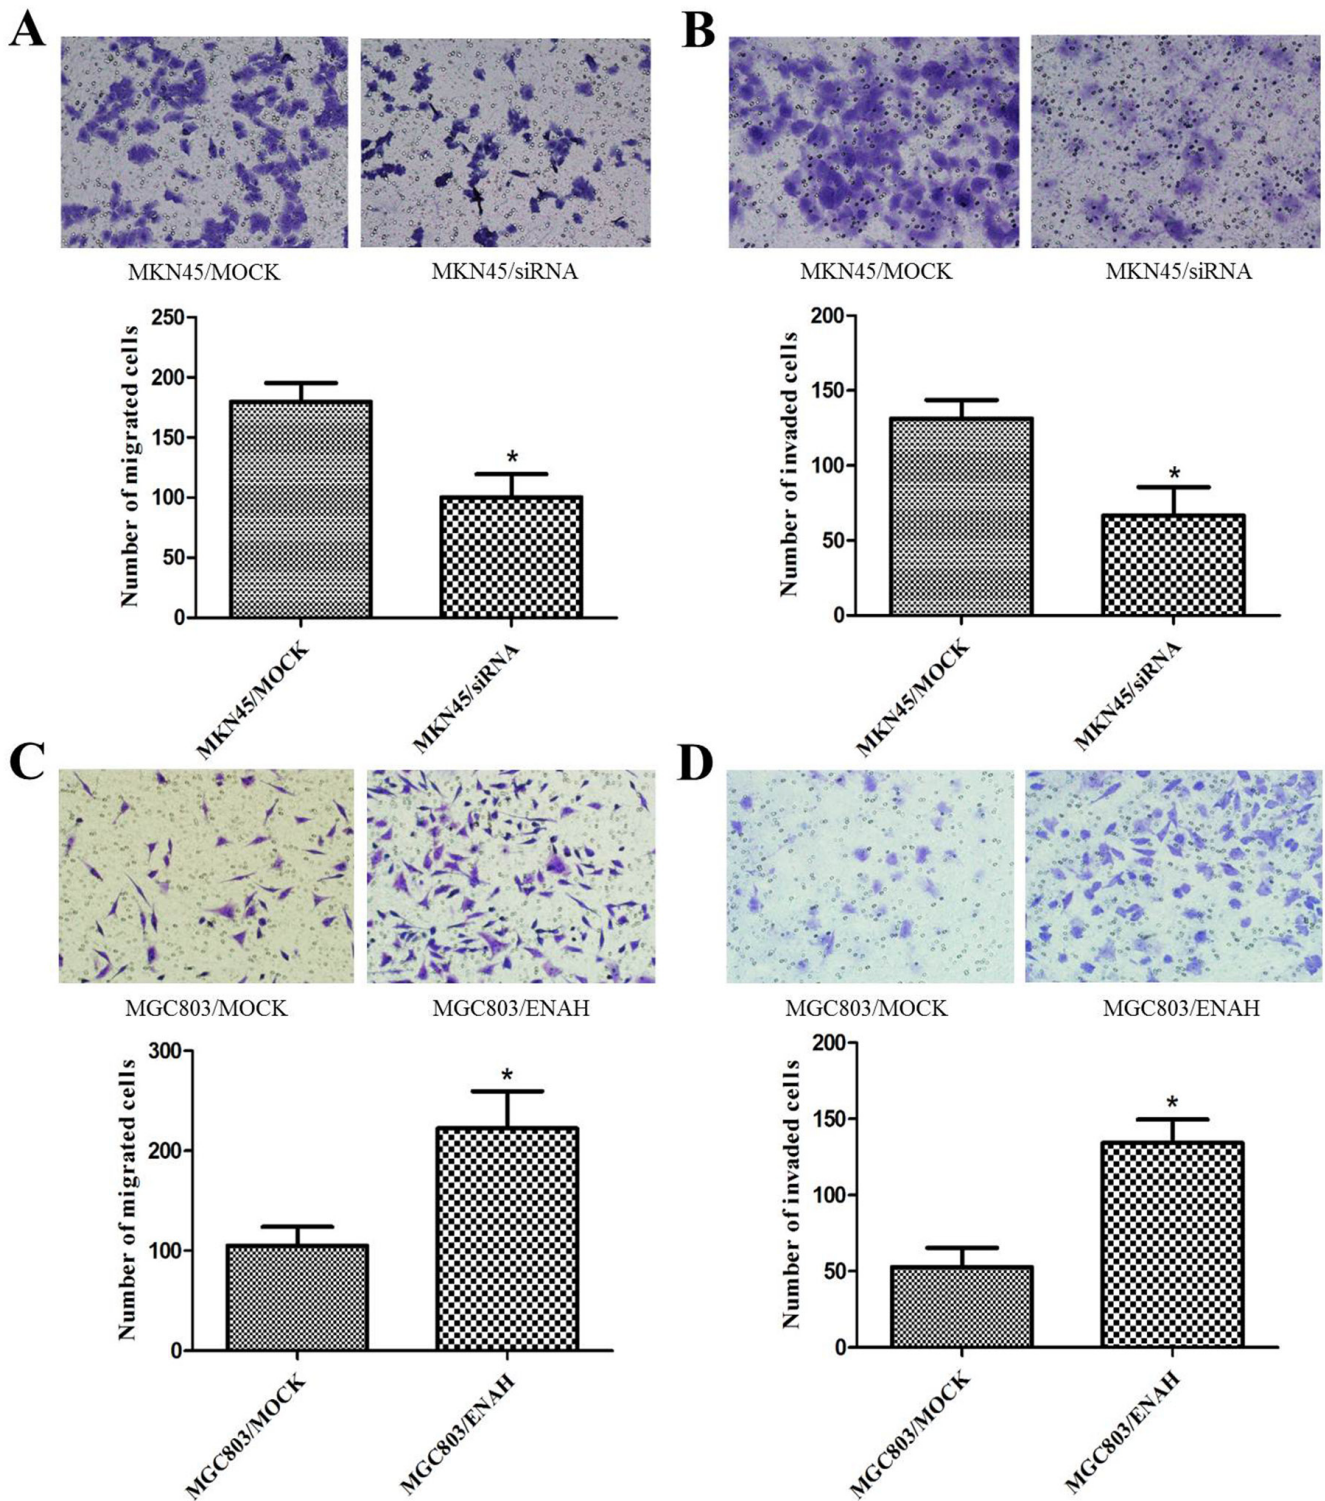 A
B
MKN45/MOCK
MKN45/siRNA
MKN45/MOCK
MKN45/siRNA
Number of migrated cells
250
200
150
100
50
0
*
MKN45/MOCK
MKN45/siRNA
Number of invaded cells
200
150
100
50
0
*
MKN45/MOCK
MKN45/siRNA
C
D
MGC803/MOCK
MGC803/ENAH
MGC803/MOCK
MGC803/ENAH
Number of migrated cells
300
200
100
0
*
MGC803/MOCK
MGC803/ENAH
Number of invaded cells
200
150
100
50
0
*
MGC803/MOCK
MGC803/ENAH